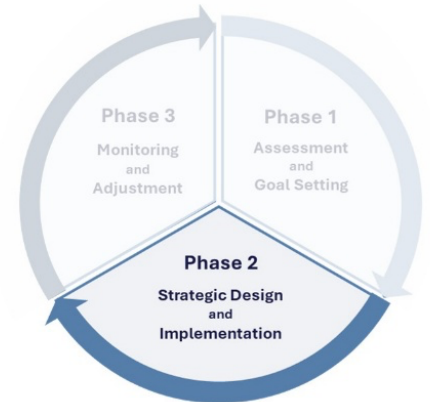 Phase 3
Monitoring
and
Adjustment
Phase 1
Assessment
and
Goal Setting
Phase 2
Strategic Design
and
Implementation